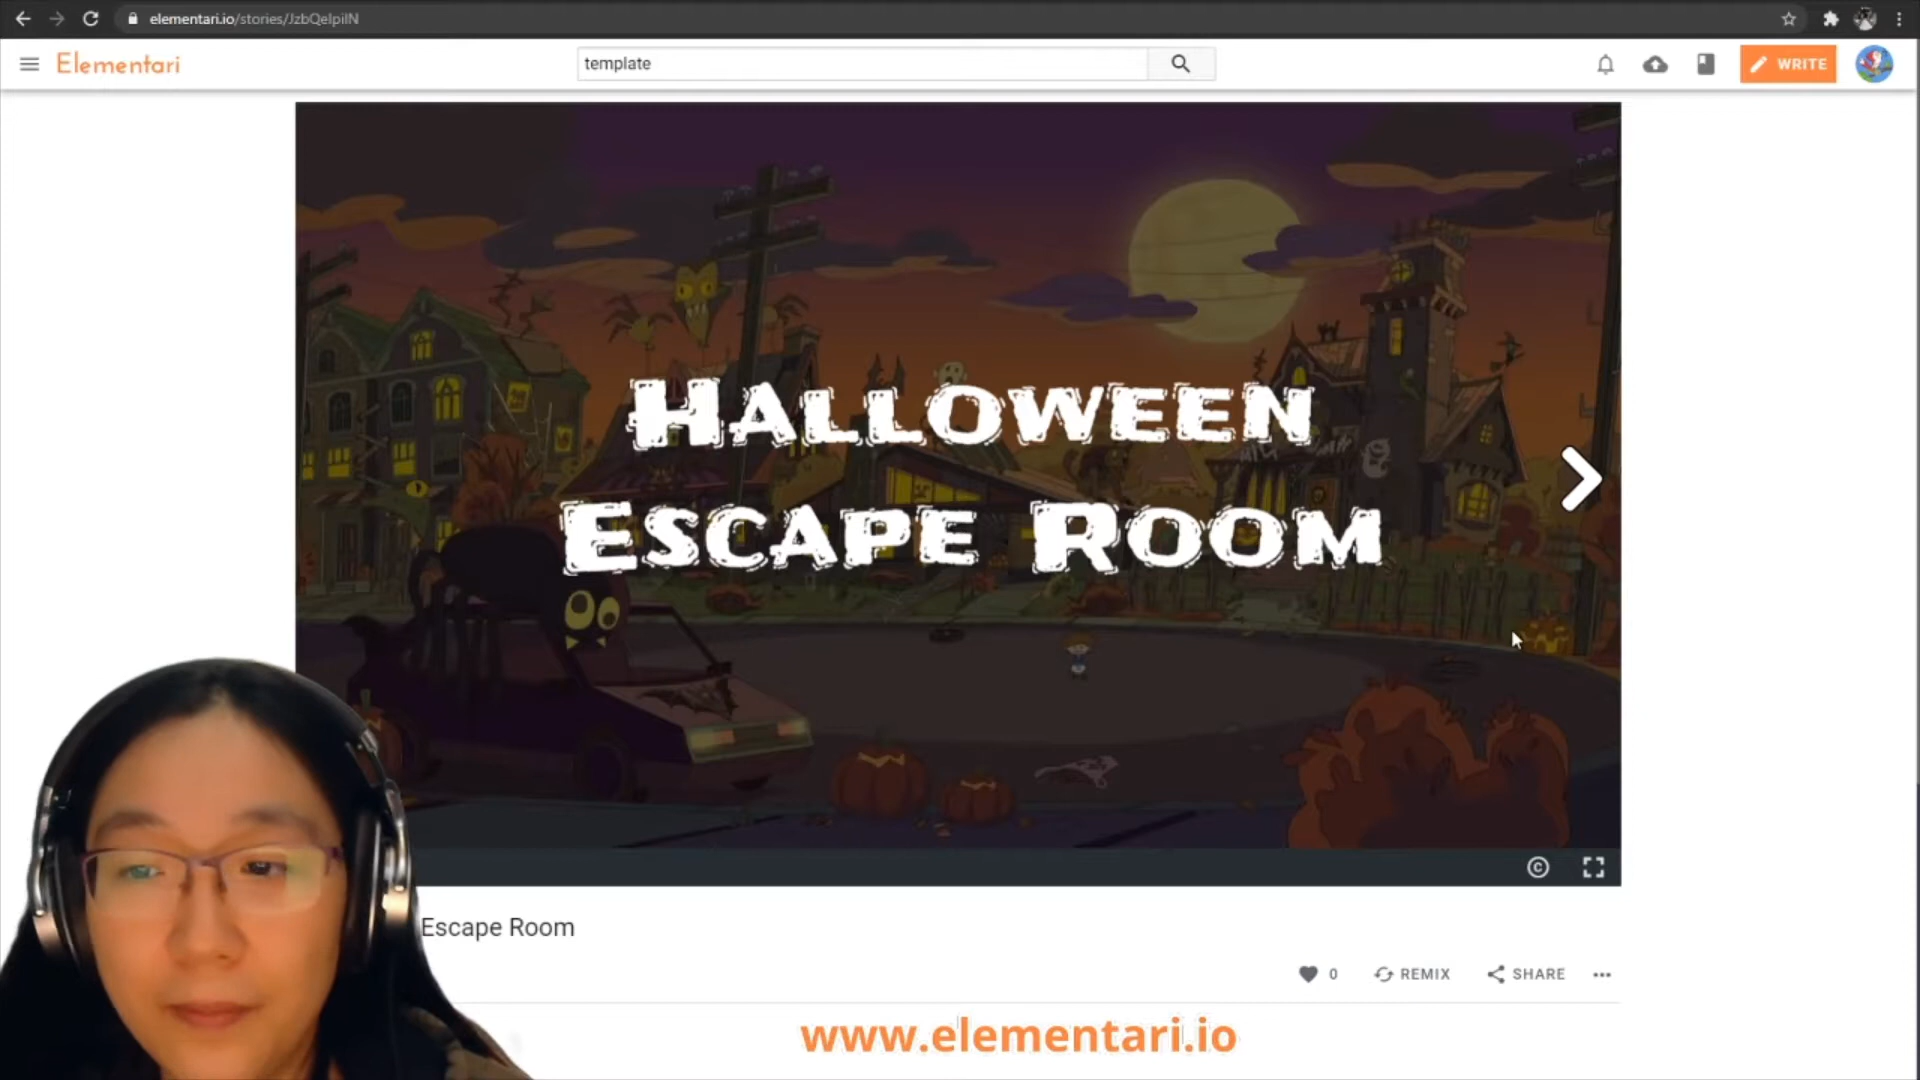 elementari.io/stories/JzbQelpilN
Elementari
template
WRITE
HALLOWEEN
ESCAPE ROOM
Escape Room
0
REMIX
SHARE
www.elementari.io